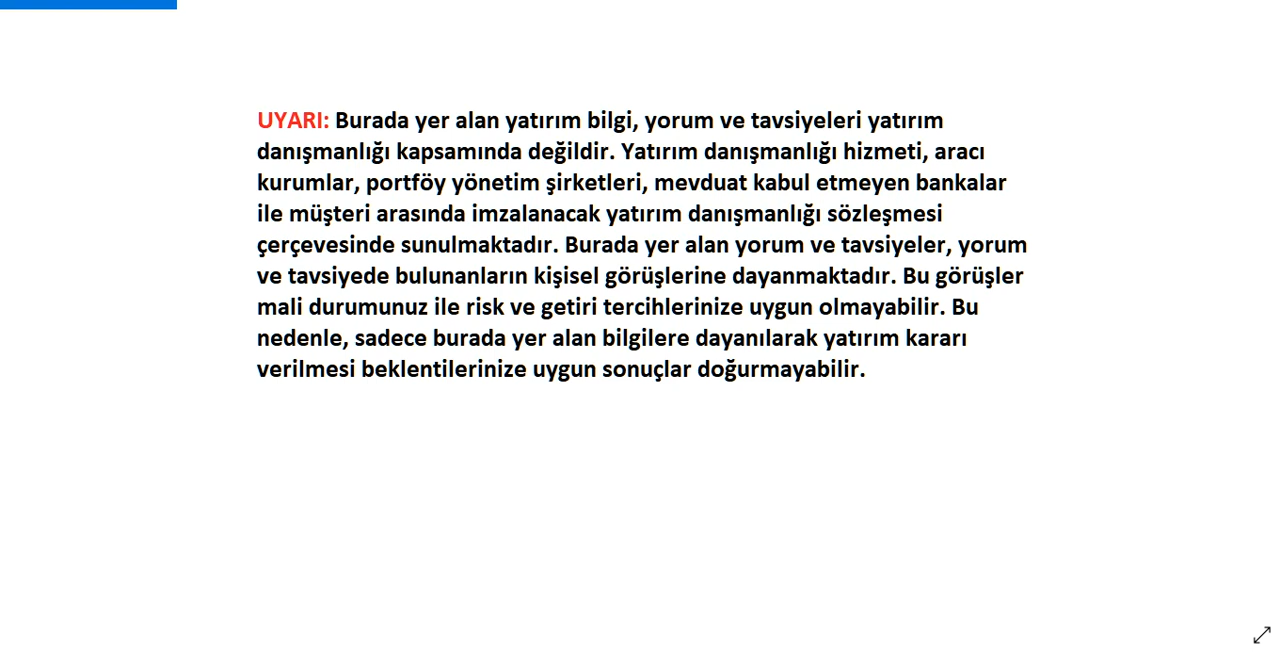 UYARI: Burada yer alan yatırım bilgi, yorum ve tavsiyeleri yatırım
danışmanlığı kapsamında değildir. Yatırım danışmanlığı hizmeti, aracı
kurumlar, portföy yönetim şirketleri, mevduat kabul etmeyen bankalar
ile müşteri arasında imzalanacak yatırım danışmanlığı sözleşmesi
çerçevesinde sunulmaktadır. Burada yer alan yorum ve tavsiyeler, yorum
ve tavsiyede bulunanların kişisel görüşlerine dayanmaktadır. Bu görüşler
mali durumunuz ile risk ve getiri tercihlerinize uygun olmayabilir. Bu
nedenle, sadece burada yer alan bilgilere dayanılarak yatırım kararı
verilmesi beklentilerinize uygun sonuçlar doğurmayabilir.